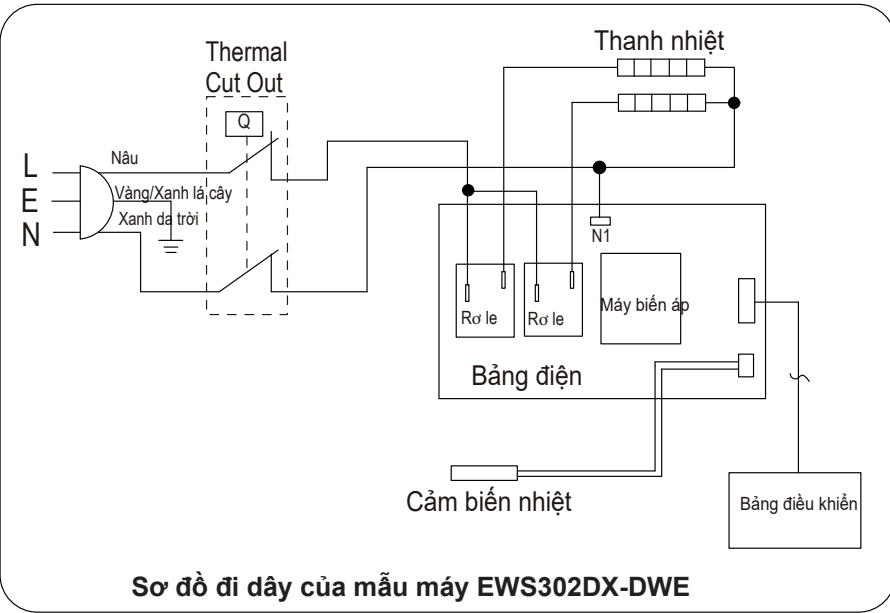 Thermal
Cut Out
Thanh nhiệt
Q
L
Nâu
E
Vàng/Xanh lá cây
Xanh da trời
N
N1
Rơ le
Rơ le
Máy biến áp
Bảng điện
Cảm biến nhiệt
Bảng điều khiển
Sơ đồ đi dây của mẫu máy EWS302DX-DWE